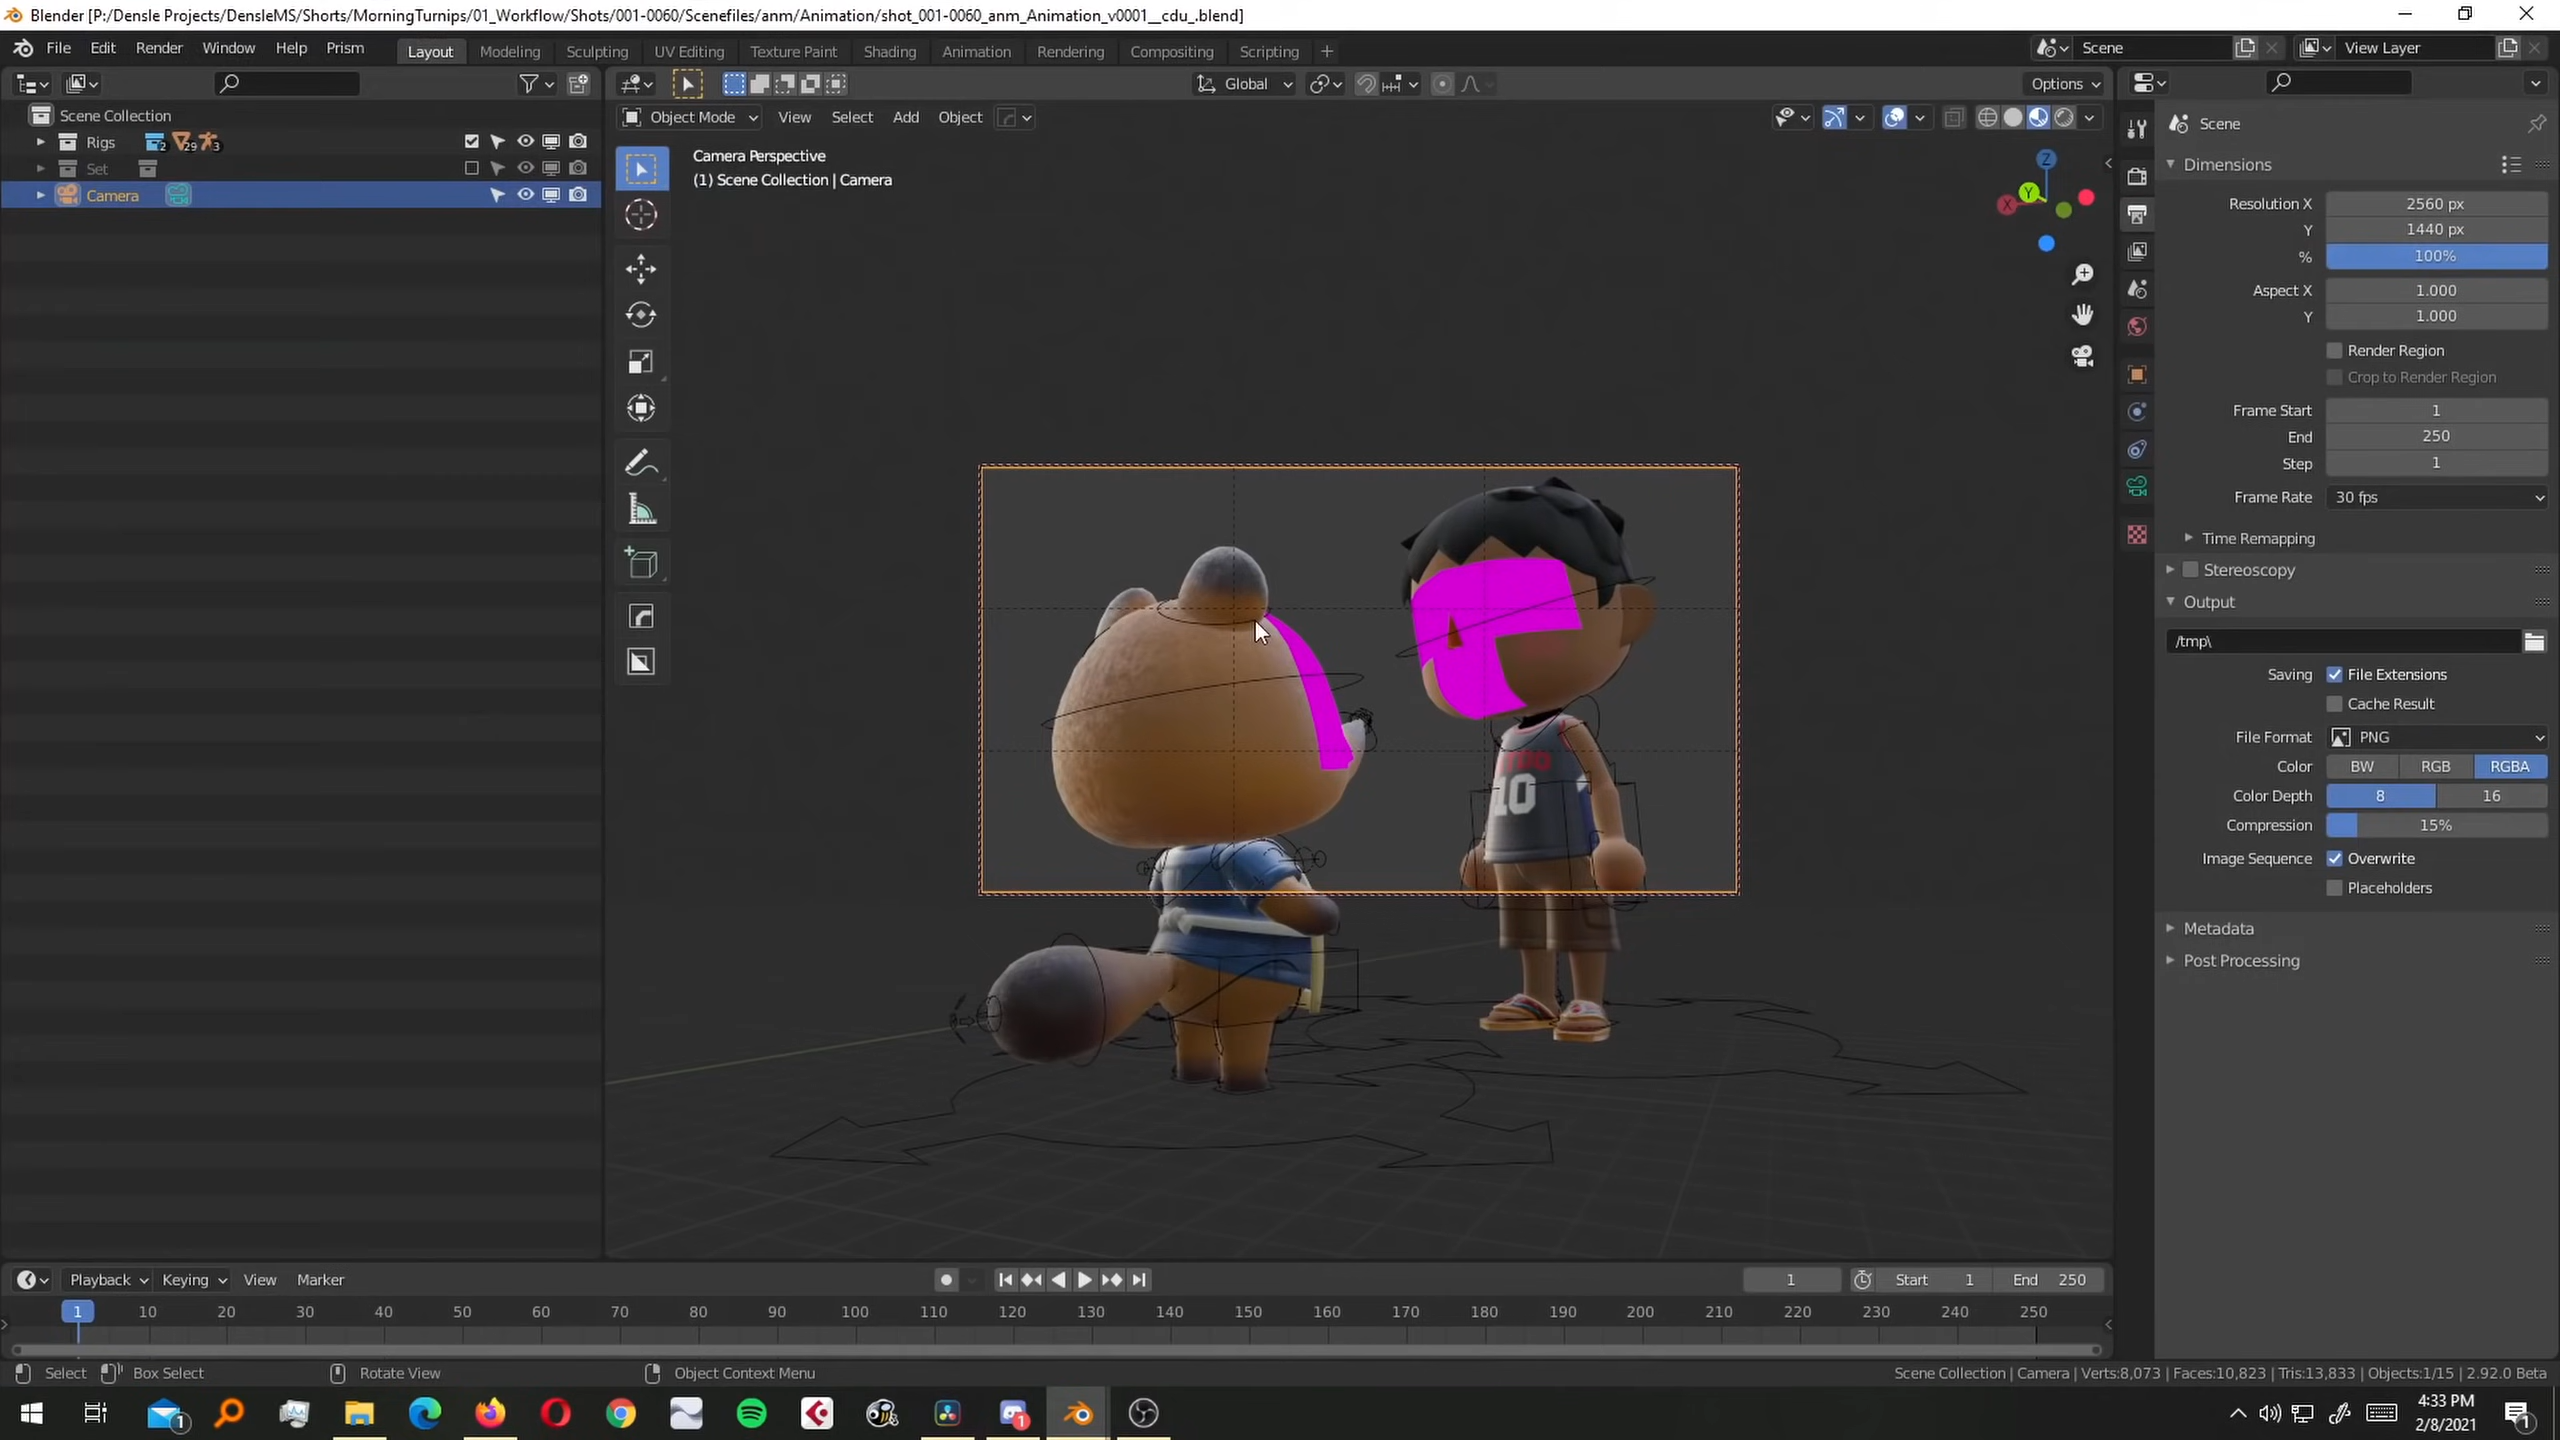 Blender [P:/Densle Projects/DensleMS/Shorts/MorningTurnips/01_Workflow/Shots/001-0060/Scenefiles/anm/Animation/shot_001-0060_anm_Animation_v0001__cdu_.blend]
File Edit Render Window Help Prism
Layout Modeling Sculpting UV Editing Texture Paint Shading Animation Rendering Compositing Scripting +
Scene
View Layer
Global
Options
Object Mode View Select Add Object
Scene Collection
Rigs 2 29 3
Set
Camera
Camera Perspective
(1) Scene Collection | Camera
Z
Y
X
10
Scene
Dimensions
Resolution X 2560 px
Y 1440 px
% 100%
Aspect X 1.000
Y 1.000
Render Region
Crop to Render Region
Frame Start 1
End 250
Step 1
Frame Rate 30 fps
Time Remapping
Stereoscopy
Output
/tmp\
Saving File Extensions
Cache Result
File Format PNG
Color BW RGB RGBA
Color Depth 8 16
Compression 15%
Image Sequence Overwrite
Placeholders
Metadata
Post Processing
Playback Keying View Marker
1 Start 1 End 250
1 10 20 30 40 50 60 70 80 90 100 110 120 130 140 150 160 170 180 190 200 210 220 230 240 250
Select Box Select Rotate View Object Context Menu
Scene Collection | Camera | Verts:8,073 | Faces:10,823 | Tris:13,833 | Objects:1/15 | 2.92.0 Beta
1
1
4:33 PM
2/8/2021
1